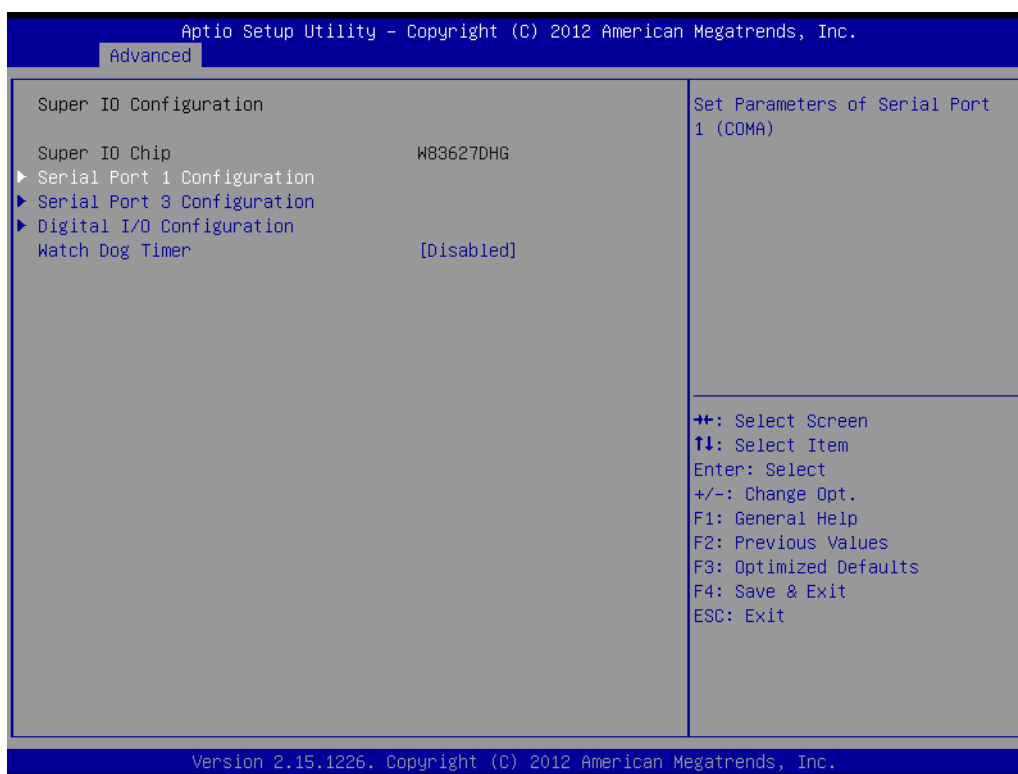 Aptio Setup Utility – Copyright (C) 2012 American Megatrends, Inc.
Advanced
Super IO Configuration
Super IO Chip W83627DHG
▶ Serial Port 1 Configuration
▶ Serial Port 3 Configuration
▶ Digital I/O Configuration
Watch Dog Timer [Disabled]
Set Parameters of Serial Port
1 (COMA)
→←: Select Screen
↑↓: Select Item
Enter: Select
+/-: Change Opt.
F1: General Help
F2: Previous Values
F3: Optimized Defaults
F4: Save & Exit
ESC: Exit
Version 2.15.1226. Copyright (C) 2012 American Megatrends, Inc.